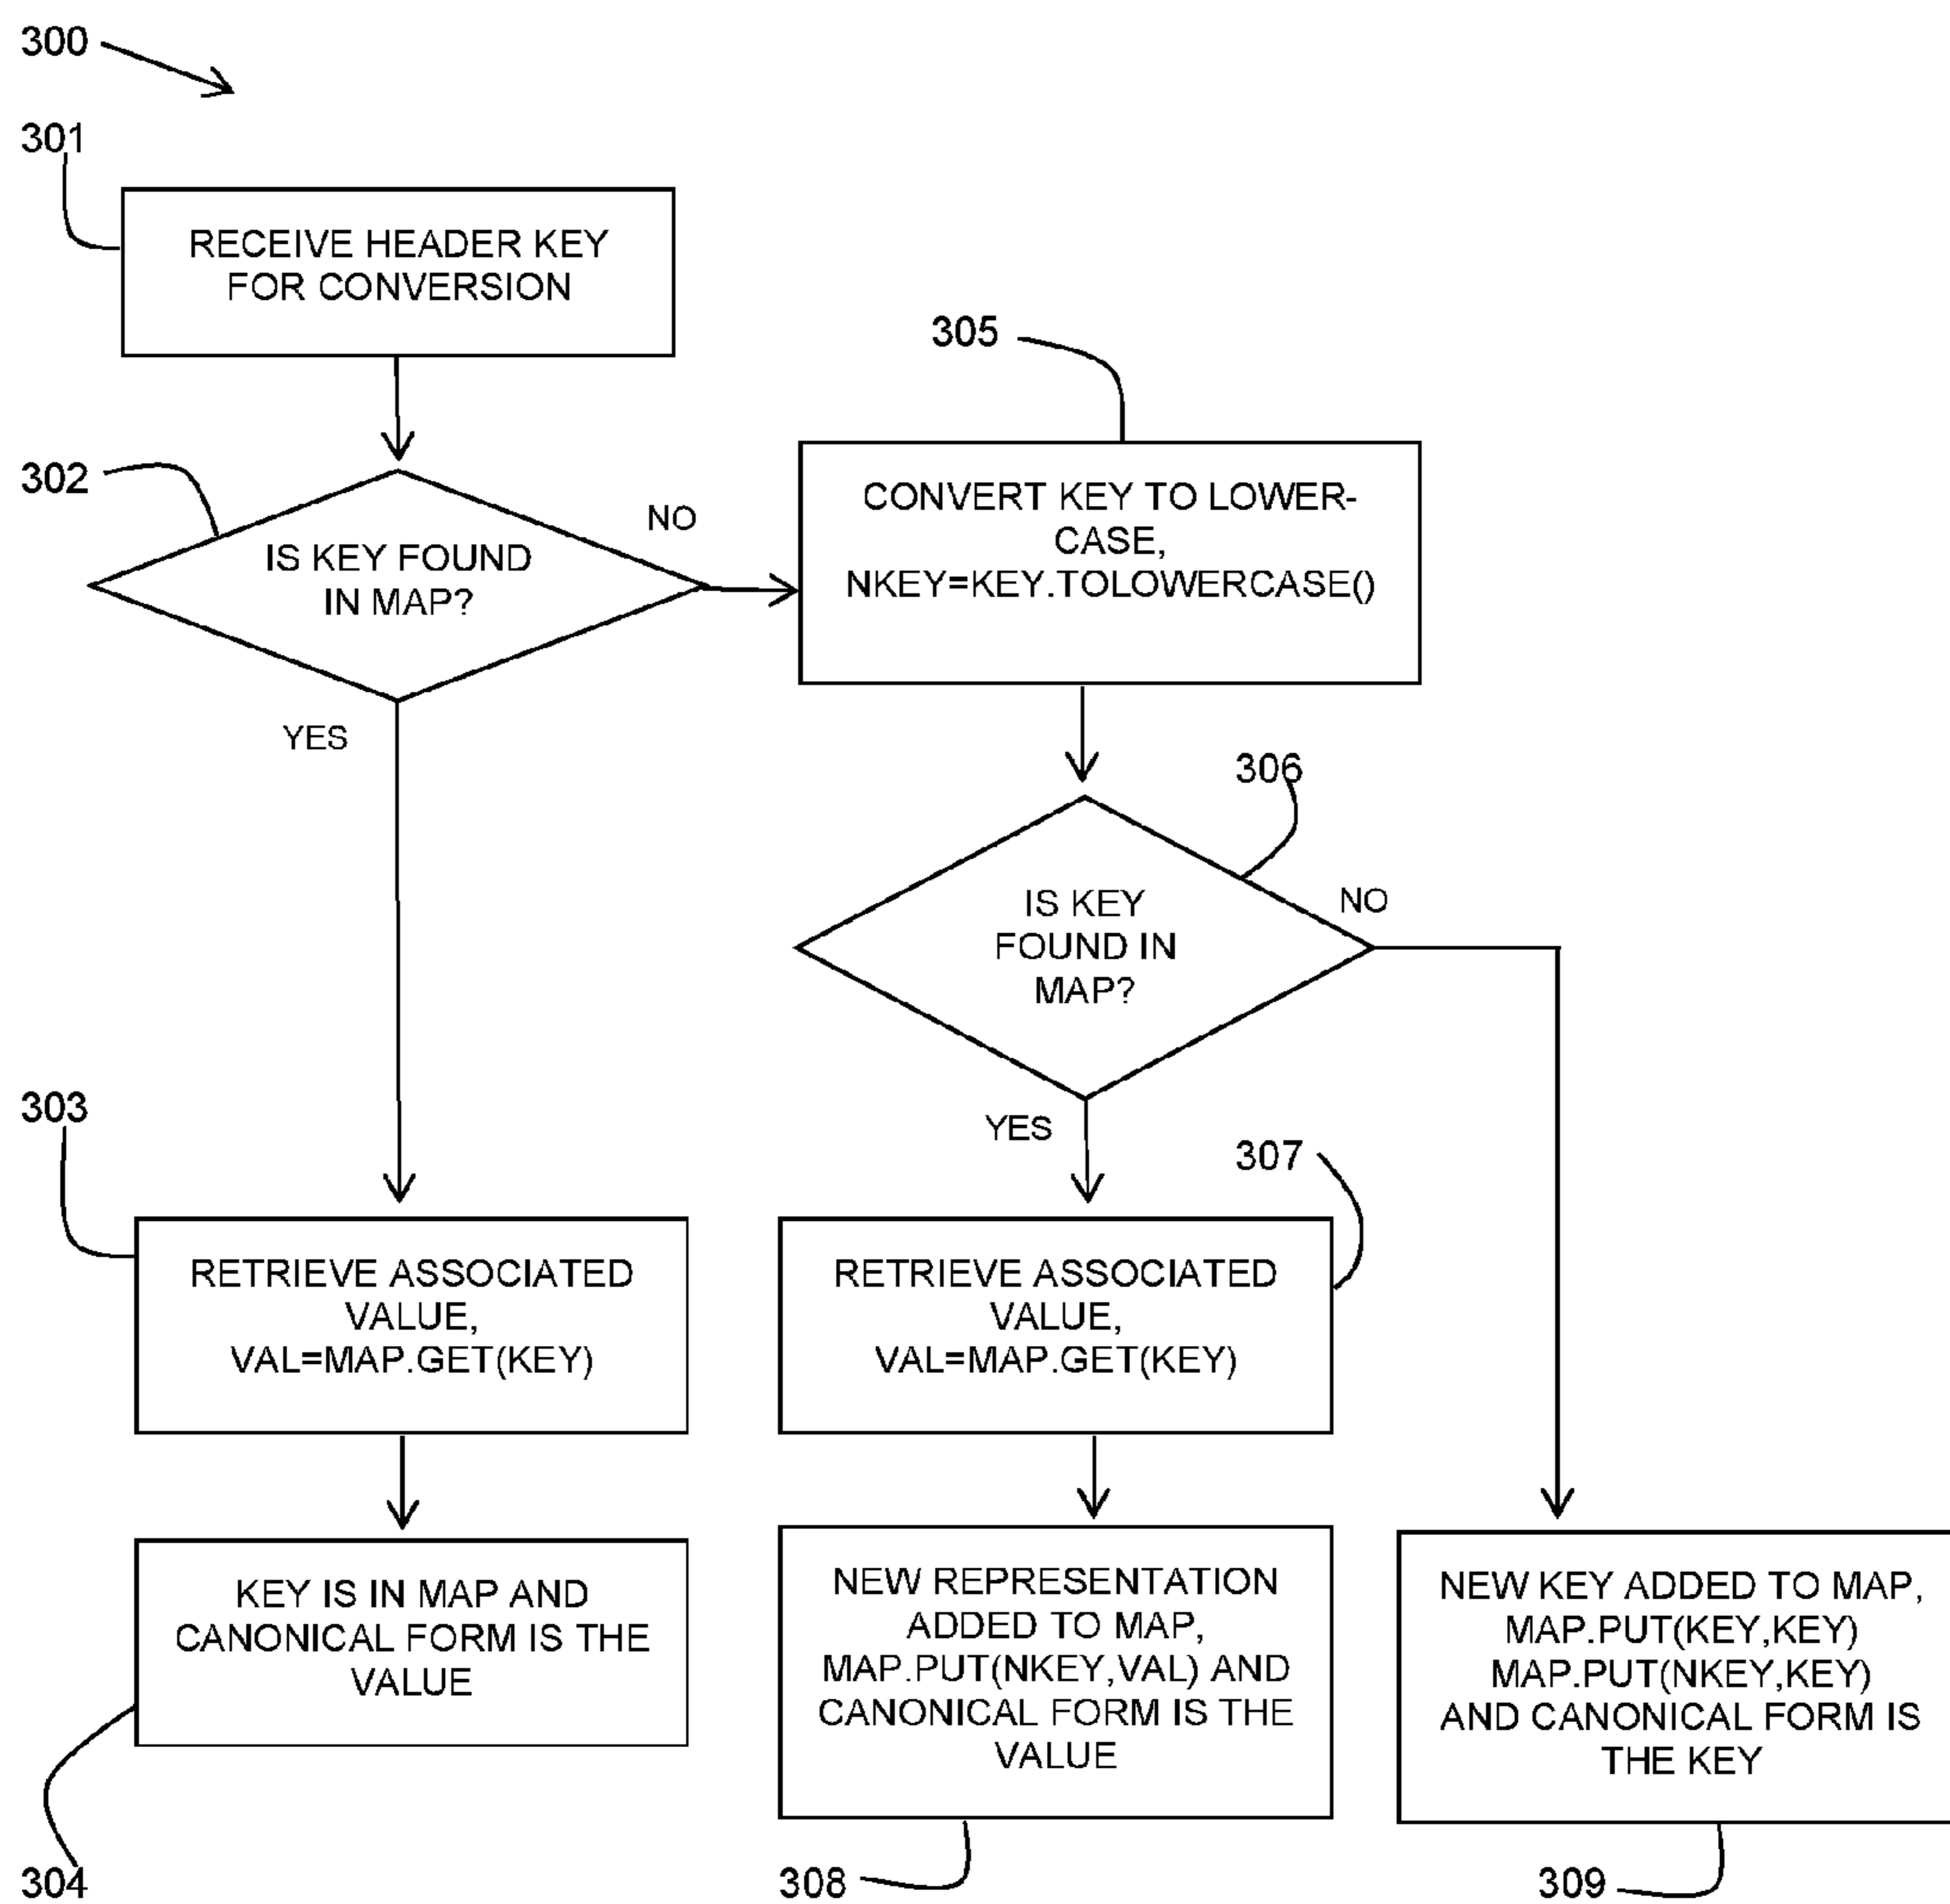 300
301
RECEIVE HEADER KEY
FOR CONVERSION
305
302
IS KEY FOUND
IN MAP?
NO
CONVERT KEY TO LOWER-
CASE,
NKEY=KEY.TOLOWERCASE()
YES
306
IS KEY
FOUND IN
MAP?
NO
YES
303
RETRIEVE ASSOCIATED
VALUE,
VAL=MAP.GET(KEY)
307
RETRIEVE ASSOCIATED
VALUE,
VAL=MAP.GET(KEY)
KEY IS IN MAP AND
CANONICAL FORM IS THE
VALUE
304
NEW REPRESENTATION
ADDED TO MAP,
MAP.PUT(NKEY,VAL) AND
CANONICAL FORM IS THE
VALUE
308
NEW KEY ADDED TO MAP,
MAP.PUT(KEY,KEY)
MAP.PUT(NKEY,KEY)
AND CANONICAL FORM IS
THE KEY
309